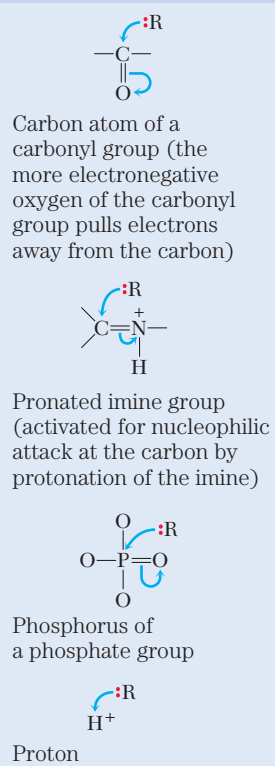 :R
—C—
O
Carbon atom of a
carbonyl group (the
more electronegative
oxygen of the carbonyl
group pulls electrons
away from the carbon)
:R
+
C=N—
H
Pronated imine group
(activated for nucleophilic
attack at the carbon by
protonation of the imine)
O
:R
O—P=O
O
Phosphorus of
a phosphate group
:R
H+
Proton